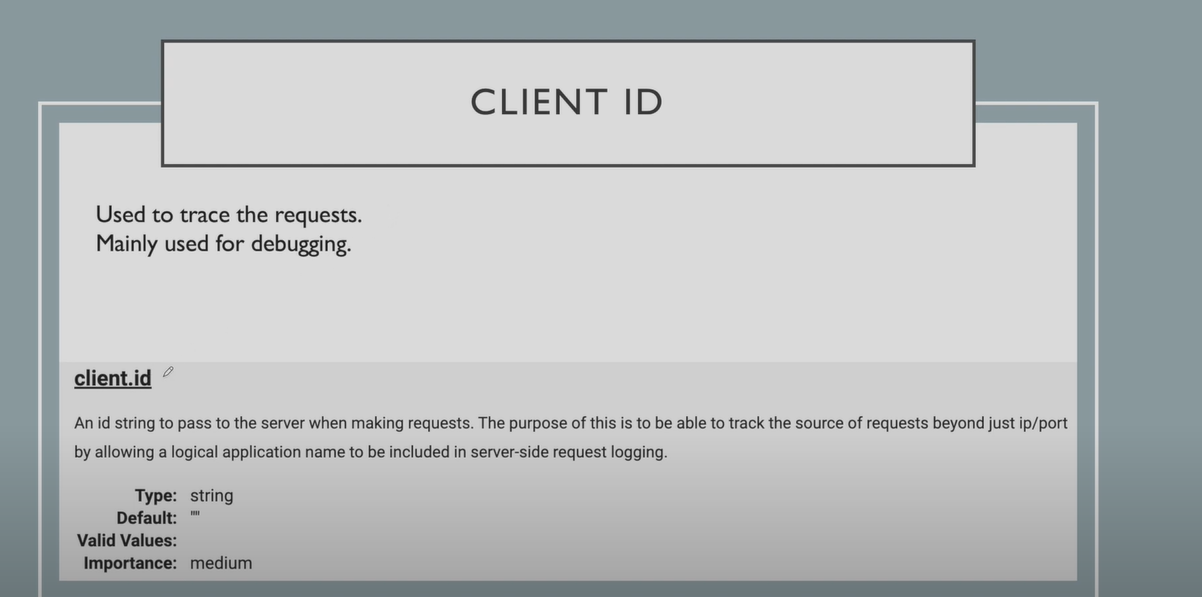 CLIENT ID
Used to trace the requests.
Mainly used for debugging.
client.id
An id string to pass to the server when making requests. The purpose of this is to be able to track the source of requests beyond just ip/port
by allowing a logical application name to be included in server-side request logging.
Type: string
Default: ""
Valid Values:
Importance: medium